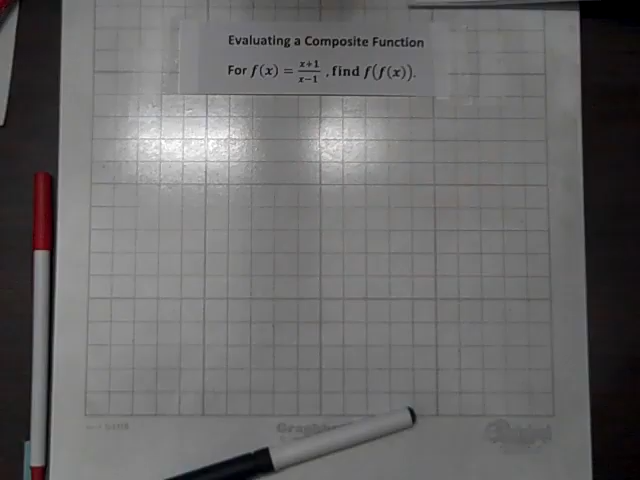 Evaluating a Composite Function
For f(x) = x+1/x−1 , find f(f(x)).